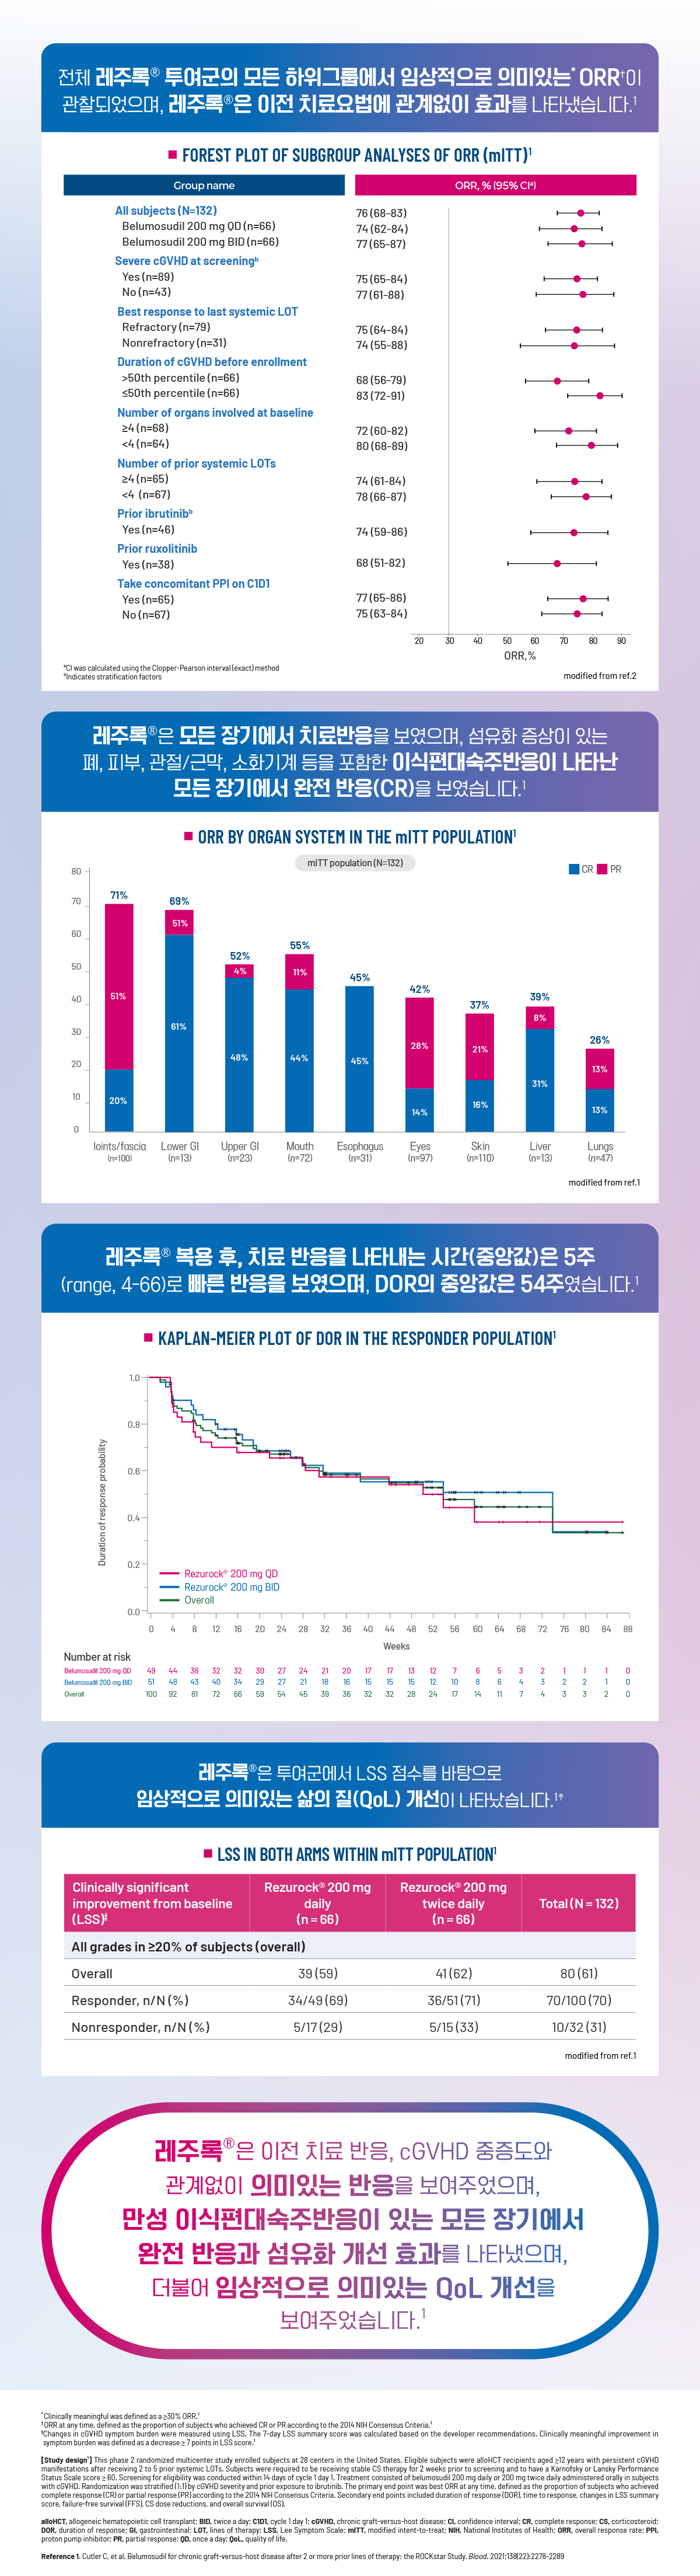 전체 레주록® 투여군의 모든 하위그룹에서 임상적으로 의미있는* ORR†이
관찰되었으며, 레주록®은 이전 치료요법에 관계없이 효과를 나타냈습니다.¹
FOREST PLOT OF SUBGROUP ANALYSES OF ORR (mITT)¹
Group name ORR, % (95% CIᵃ)
All subjects (N=132) 76 (68-83)
Belumosudil 200 mg QD (n=66) 74 (62-84)
Belumosudil 200 mg BID (n=66) 77 (65-87)
Severe cGVHD at screeningᵇ
Yes (n=89) 75 (65-84)
No (n=43) 77 (61-88)
Best response to last systemic LOT
Refractory (n=79) 75 (64-84)
Nonrefractory (n=31) 74 (55-88)
Duration of cGVHD before enrollment
>50th percentile (n=66) 68 (56-79)
≤50th percentile (n=66) 83 (72-91)
Number of organs involved at baseline
≥4 (n=68) 72 (60-82)
<4 (n=64) 80 (68-89)
Number of prior systemic LOTs
≥4 (n=65) 74 (61-84)
<4 (n=67) 78 (66-87)
Prior ibrutinibᵇ
Yes (n=46) 74 (59-86)
Prior ruxolitinib
Yes (n=38) 68 (51-82)
Take concomitant PPI on C1D1
Yes (n=65) 77 (65-86)
No (n=67) 75 (63-84)
20 30 40 50 60 70 80 90
ORR,%
ᵃCI was calculated using the Clopper-Pearson interval (exact) method
ᵇIndicates stratification factors
modified from ref.2
레주록®은 모든 장기에서 치료반응을 보였으며, 섬유화 증상이 있는
폐, 피부, 관절/근막, 소화기계 등을 포함한 이식편대숙주반응이 나타난
모든 장기에서 완전 반응(CR)을 보였습니다.¹
ORR BY ORGAN SYSTEM IN THE mITT POPULATION¹
mITT population (N=132)
CR PR
80
70
60
50
40
30
20
10
0
71% 69% 52% 55% 45% 42% 37% 39% 26%
51% 51% 4% 11% 28% 21% 8% 13%
20% 61% 48% 44% 45% 14% 16% 31% 13%
Joints/fascia Lower GI Upper GI Mouth Esophagus Eyes Skin Liver Lungs
(n=100) (n=13) (n=23) (n=72) (n=31) (n=97) (n=110) (n=13) (n=47)
modified from ref.1
레주록® 복용 후, 치료 반응을 나타내는 시간(중앙값)은 5주
(range, 4-66)로 빠른 반응을 보였으며, DOR의 중앙값은 54주였습니다.¹
KAPLAN-MEIER PLOT OF DOR IN THE RESPONDER POPULATION¹
Duration of response probability
1.0
0.8
0.6
0.4
0.2
0.0
Rezurock® 200 mg QD
Rezurock® 200 mg BID
Overall
0 4 8 12 16 20 24 28 32 36 40 44 48 52 56 60 64 68 72 76 80 84 88
Weeks
Number at risk
Belumosudil 200 mg QD 49 44 38 32 32 30 27 24 21 20 17 17 13 12 7 6 5 3 2 1 1 1 0
Belumosudil 200 mg BID 51 48 43 40 34 29 27 21 18 16 15 15 15 12 10 8 6 4 3 2 2 1 0
Overall 100 92 81 72 66 59 54 45 39 36 32 32 28 24 17 14 11 7 4 3 3 2 0
레주록®은 투여군에서 LSS 점수를 바탕으로
임상적으로 의미있는 삶의 질(QoL) 개선이 나타났습니다.¹‡
LSS IN BOTH ARMS WITHIN mITT POPULATION¹
Clinically significant improvement from baseline (LSS)‡ Rezurock® 200 mg daily (n = 66) Rezurock® 200 mg twice daily (n = 66) Total (N = 132)
All grades in ≥20% of subjects (overall)
Overall 39 (59) 41 (62) 80 (61)
Responder, n/N (%) 34/49 (69) 36/51 (71) 70/100 (70)
Nonresponder, n/N (%) 5/17 (29) 5/15 (33) 10/32 (31)
modified from ref.1
레주록®은 이전 치료 반응, cGVHD 중증도와
관계없이 의미있는 반응을 보여주었으며,
만성 이식편대숙주반응이 있는 모든 장기에서
완전 반응과 섬유화 개선 효과를 나타냈으며,
더불어 임상적으로 의미있는 QoL 개선을
보여주었습니다.¹
*Clinically meaningful was defined as a ≥30% ORR.¹
†ORR at any time, defined as the proportion of subjects who achieved CR or PR according to the 2014 NIH Consensus Criteria.¹
‡Changes in cGVHD symptom burden were measured using LSS. The 7-day LSS summary score was calculated based on the developer recommendations. Clinically meaningful improvement in
symptom burden was defined as a decrease ≥ 7 points in LSS score.¹
[Study design¹] This phase 2 randomized multicenter study enrolled subjects at 28 centers in the United States. Eligible subjects were alloHCT recipients aged ≥12 years with persistent cGVHD
manifestations after receiving 2 to 5 prior systemic LOTs. Subjects were required to be receiving stable CS therapy for 2 weeks prior to screening and to have a Karnofsky or Lansky Performance
Status Scale score ≥ 60. Screening for eligibility was conducted within 14 days of cycle 1 day 1. Treatment consisted of belumosudil 200 mg daily or 200 mg twice daily administered orally in subjects
with cGVHD. Randomization was stratified (1:1) by cGVHD severity and prior exposure to ibrutinib. The primary end point was best ORR at any time, defined as the proportion of subjects who achieved
complete response (CR) or partial response (PR) according to the 2014 NIH Consensus Criteria. Secondary end points included duration of response (DOR), time to response, changes in LSS summary
score, failure-free survival (FFS), CS dose reductions, and overall survival (OS).
alloHCT, allogeneic hematopoietic cell transplant; BID, twice a day; C1D1, cycle 1 day 1; cGVHD, chronic graft-versus-host disease; CI, confidence interval; CR, complete response; CS, corticosteroid;
DOR, duration of response; GI, gastrointestinal; LOT, lines of therapy; LSS, Lee Symptom Scale; mITT, modified intent-to-treat; NIH, National Institutes of Health; ORR, overall response rate; PPI,
proton pump inhibitor; PR, partial response; QD, once a day; QoL, quality of life.
Reference 1. Cutler C, et al. Belumosudil for chronic graft-versus-host disease after 2 or more prior lines of therapy: the ROCKstar Study. Blood. 2021;138(22):2278-2289